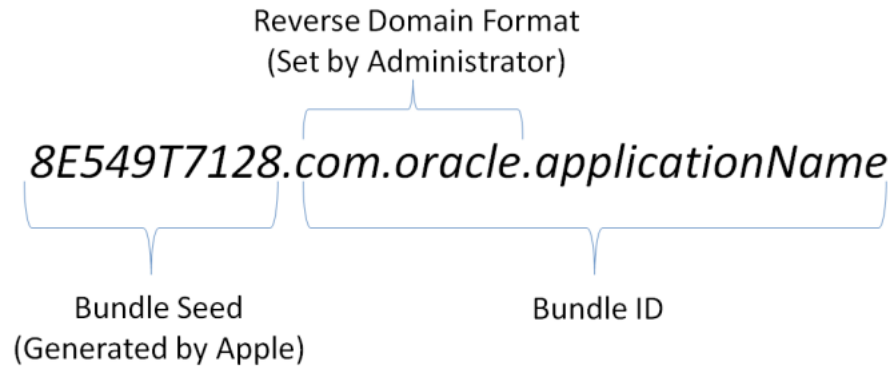 Reverse Domain Format
(Set by Administrator)
8E549T7128.com.oracle.applicationName
Bundle Seed
(Generated by Apple)
Bundle ID